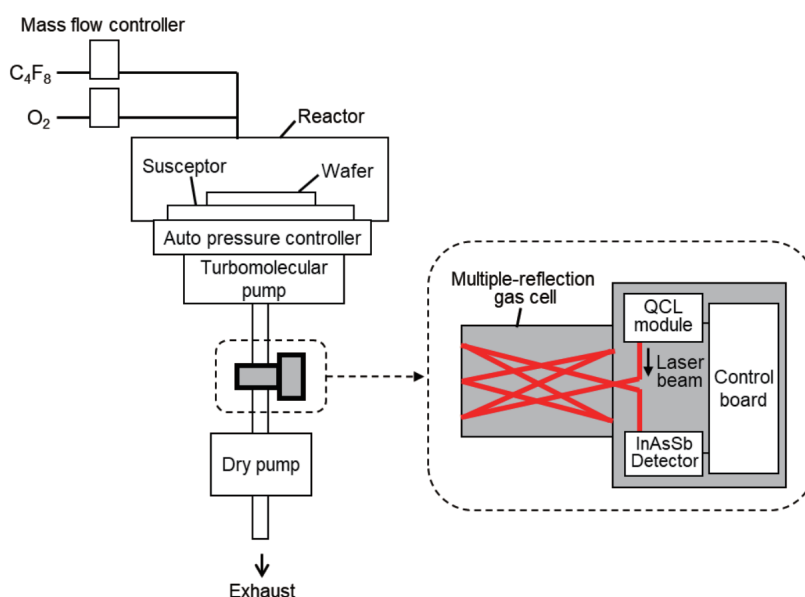 Mass flow controller
C₄F₈
O₂
Reactor
Susceptor
Wafer
Auto pressure controller
Turbomolecular
pump
Dry pump
Exhaust
Multiple-reflection
gas cell
QCL
module
Laser
beam
Control
board
InAsSb
Detector